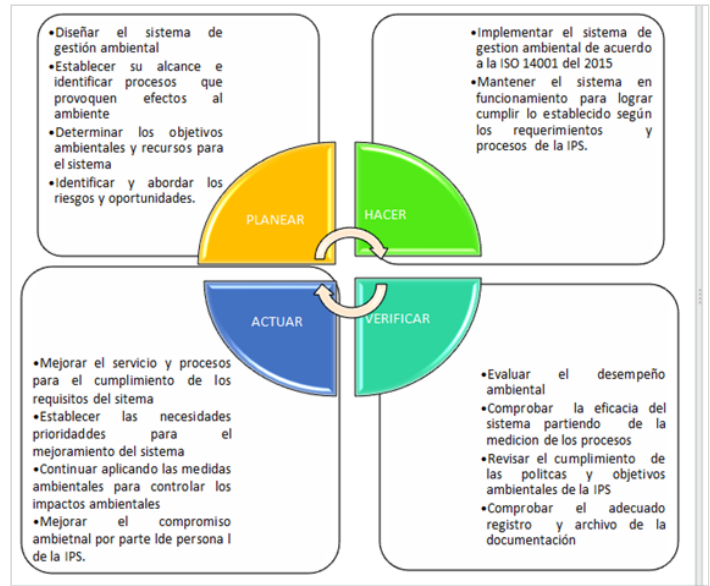 •Diseñar el sistema de
gestión ambiental
•Establecer su alcance e
identificar procesos que
provoquen efectos al
ambiente
•Determinar los objetivos
ambientales y recursos para
el sistema
•Identificar y abordar los
riesgos y oportunidades.
PLANEAR
•Implementar el sistema de
gestion ambiental de acuerdo
a la ISO 14001 del 2015
•Mantener el sistema en
funcionamiento para lograr
cumplir lo establecido según
los requerimientos y
procesos de la IPS.
HACER
ACTUAR
•Mejorar el servicio y procesos
para el cumplimiento de los
requisitos del sitema
•Establecer las necesidades
prioridaddes para el
mejoramiento del sistema
•Continuar aplicando las medidas
ambientales para controlar los
impactos ambientales
•Mejorar el compromiso
ambietnal por parte lde persona l
de la IPS.
VERIFICAR
•Evaluar el desempeño
ambiental
•Comprobar la eficacia del
sistema partiendo de la
medicion de los procesos
•Revisar el cumplimiento de
las politcas y objetivos
ambientales de la IPS
•Comprobar el adecuado
registro y archivo de la
documentación